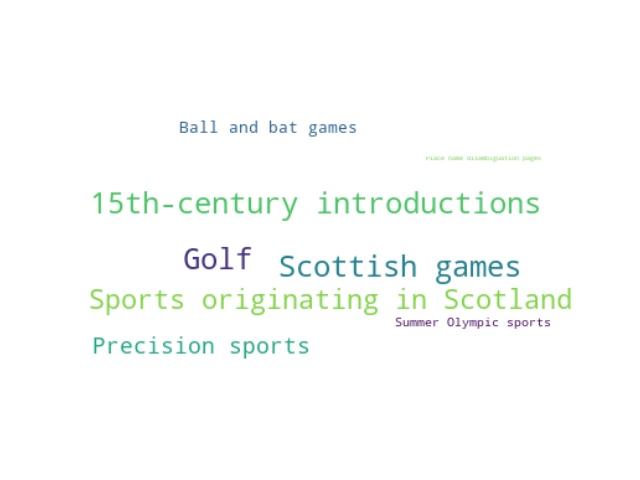 Ball and bat games
Place name disambiguation pages
15th-century introductions
Golf
Scottish games
Sports originating in Scotland
Summer Olympic sports
Precision sports